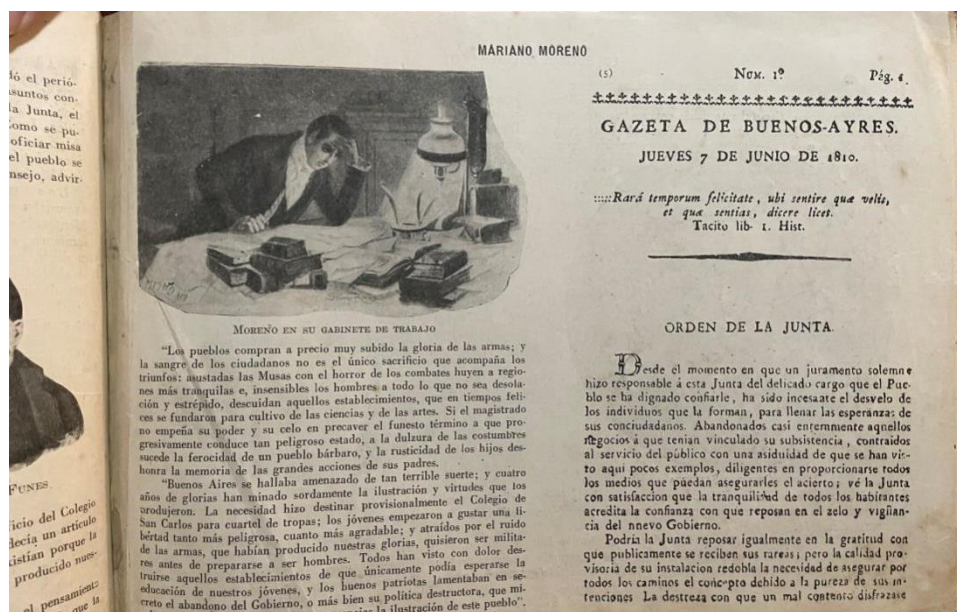 ló el perió-
asuntos con-
la Junta, el
como se pu-
oficiar misa
el pueblo se
nsejo, advir-
FUNES.
icio del Colegio
decía un artículo
istían porque la
producido nues-
el pensamient
que la
MARIANO MORENO
MORENO EN SU GABINETE DE TRABAJO
"Los pueblos compran a precio muy subido la gloria de las armas; y
la sangre de los ciudadanos no es el único sacrificio que acompaña los
triunfos: asustadas las Musas con el horror de los combates huyen a regio-
nes más tranquilas e, insensibles los hombres a todo lo que no sea desola-
ción y estrépido, descuidan aquellos establecimientos, que en tiempos feli-
ces se fundaron para cultivo de las ciencias y de las artes. Si el magistrado
no empeña su poder y su celo en precaver el funesto término a que pro-
gresivamente conduce tan peligroso estado, a la dulzura de las costumbres
sucede la ferocidad de un pueblo bárbaro, y la rusticidad de los hijos des-
honra la memoria de las grandes acciones de sus padres.
"Buenos Aires se hallaba amenazado de tan terrible suerte; y cuatro
años de glorias han minado sordamente la ilustración y virtudes que los
produjeron. La necesidad hizo destinar provisionalmente el Colegio de
San Carlos para cuartel de tropas; los jóvenes empezaron a gustar una li-
bertad tanto más peligrosa, cuanto más agradable; y atraídos por el ruido
de las armas, que habían producido nuestras glorias, quisieron ser milita-
res antes de prepararse a ser hombres. Todos han visto con dolor des-
truirse aquellos establecimientos de que únicamente podía esperarse la
educación de nuestros jóvenes, y los buenos patriotas lamentaban en se-
creto el abandono del Gobierno, o más bien su política destructora, que mi-
la ilustración de este pueblo".
(5) NUM. 1º Pág. 1
GAZETA DE BUENOS-AYRES.
JUEVES 7 DE JUNIO DE 1810.
:::::Rará temporum felicitate, ubi sentire quæ velis,
et quæ sentias, dicere licet.
Tacito lib- 1. Hist.
ORDEN DE LA JUNTA.
Desde el momento en que un juramento solemne
hizo responsable á esta Junta del delicado cargo que el Pue-
blo se ha dignado confiarle, ha sido incesante el desvelo de
los individuos que la forman, para llenar las esperanzas de
sus conciudadanos. Abandonados casi enteramente aquellos
negocios á que tenian vinculado su subsistencia, contraidos
al servicio del público con una asiduidad de que se han vis-
to aquí pocos exemplos, diligentes en proporcionarse todos
los medios que puedan asegurarles el acierto; vé la Junta
con satisfaccion que la tranquilidad de todos los habitantes
acredita la confianza con que reposan en el zelo y vigilan-
cia del nnevo Gobierno.
Podria la Junta reposar igualmente en la gratitud con
que publicamente se reciben sus tareas; pero la calidad pro-
visoria de su instalacion redobla la necesidad de asegurar por
todos los caminos el concepto debido á la pureza de sus in-
tenciones La destreza con que un mal contento disfrazase